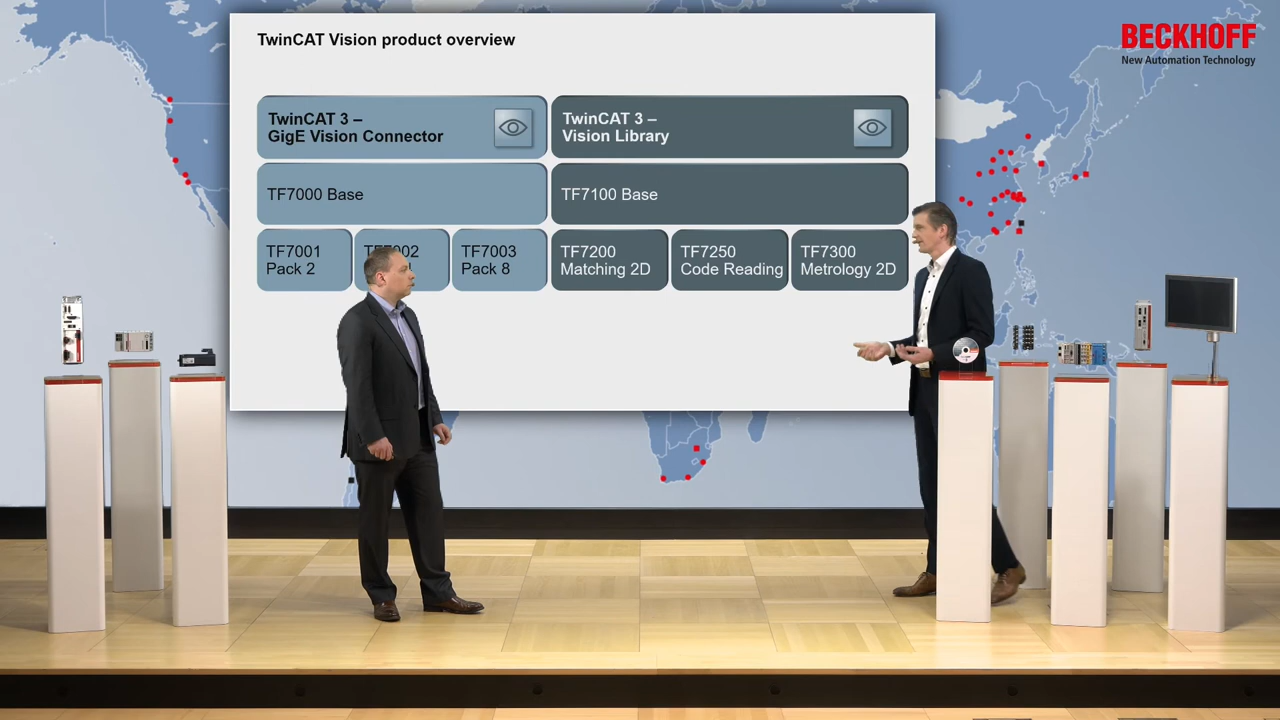 TwinCAT Vision product overview
BECKHOFF
New Automation Technology
TwinCAT 3 –
GigE Vision Connector
TwinCAT 3 –
Vision Library
TF7000 Base
TF7100 Base
TF7001
Pack 2
TF7003
Pack 8
TF7200
Matching 2D
TF7250
Code Reading
TF7300
Metrology 2D